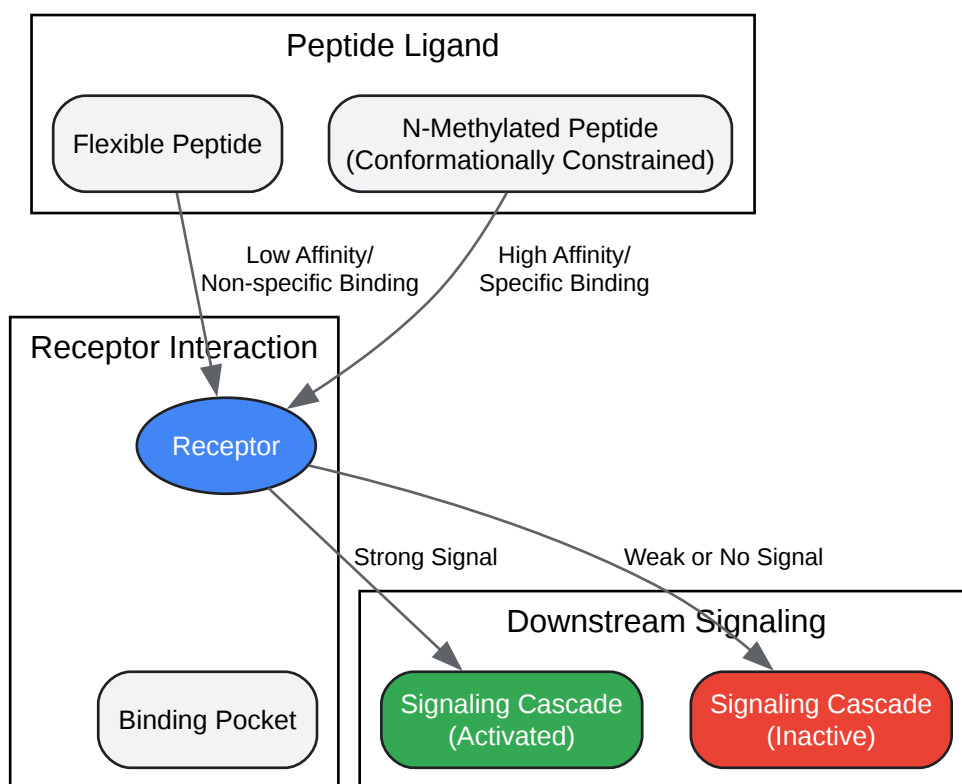 Peptide Ligand
Flexible Peptide
N-Methylated Peptide
(Conformationally Constrained)
Low Affinity/
Non-specific Binding
High Affinity/
Specific Binding
Receptor Interaction
Receptor
Strong Signal
Weak or No Signal
Downstream Signaling
Binding Pocket
Signaling Cascade
(Activated)
Signaling Cascade
(Inactive)